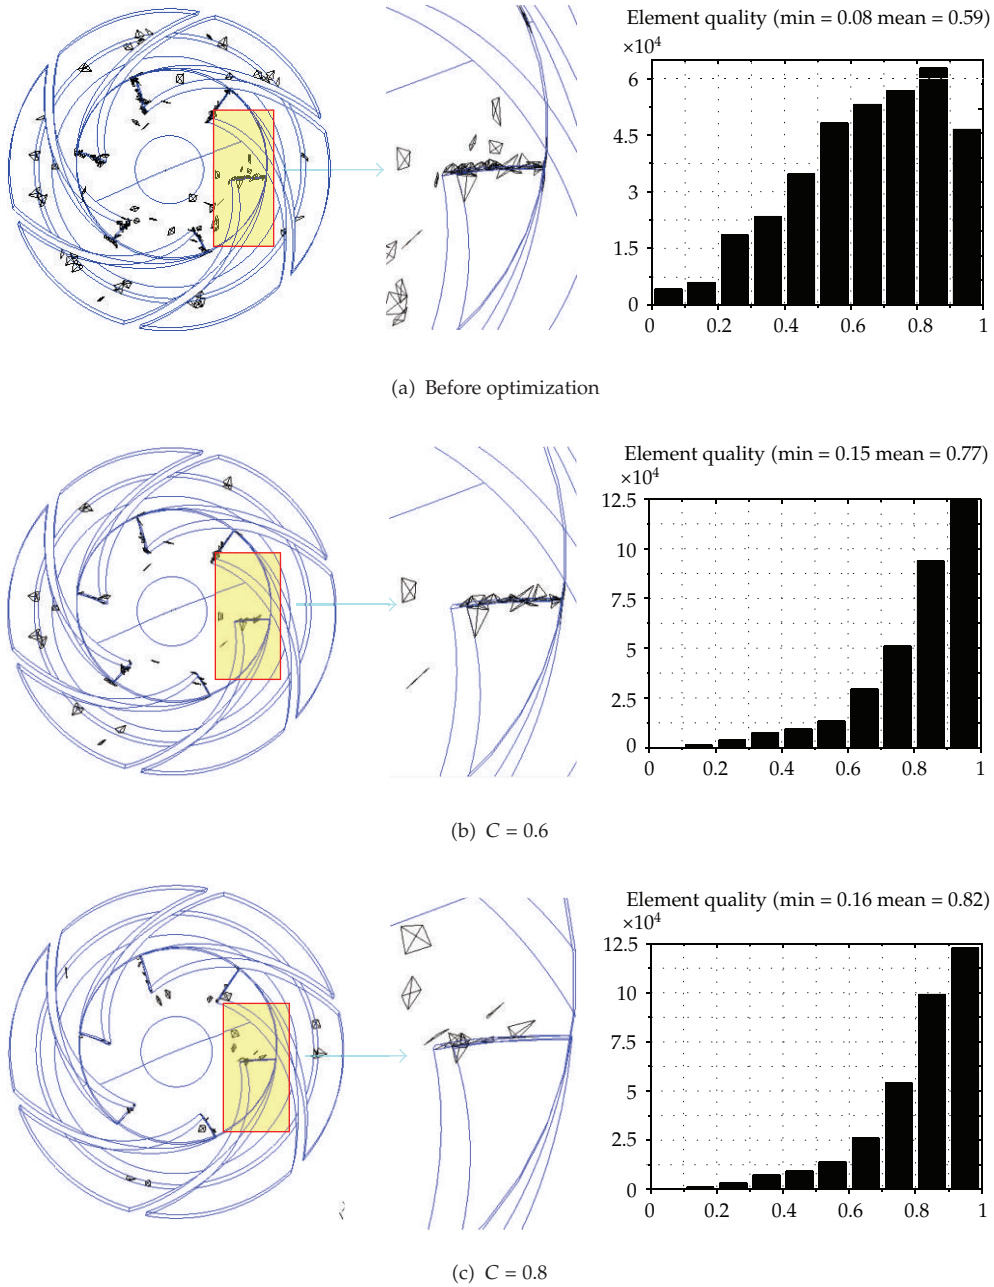 Element quality (min = 0.08 mean = 0.59)
×10⁴
6
4.5
3
1.5
0
0 0.2 0.4 0.6 0.8 1
(a) Before optimization
Element quality (min = 0.15 mean = 0.77)
×10⁴
12.5
10
7.5
5
2.5
0
0 0.2 0.4 0.6 0.8 1
(b) C = 0.6
Element quality (min = 0.16 mean = 0.82)
×10⁴
12.5
10
7.5
5
2.5
0
0 0.2 0.4 0.6 0.8 1
(c) C = 0.8